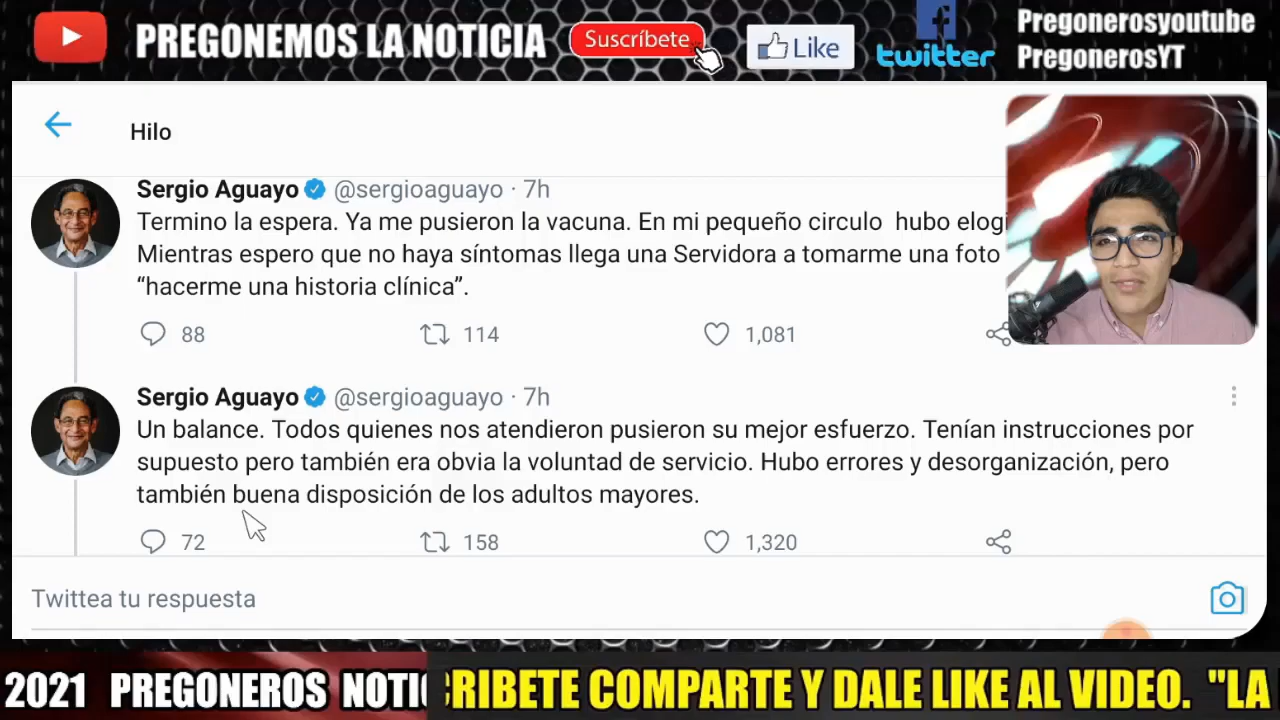 PREGONEMOS LA NOTICIA
Suscríbete
Like
twitter
Pregonerosyoutube
PregonerosYT
Hilo
Sergio Aguayo @sergioaguayo · 7h
Termino la espera. Ya me pusieron la vacuna. En mi pequeño circulo hubo elogi
Mientras espero que no haya síntomas llega una Servidora a tomarme una foto
“hacerme una historia clínica”.
88 114 1,081
Sergio Aguayo @sergioaguayo · 7h
Un balance. Todos quienes nos atendieron pusieron su mejor esfuerzo. Tenían instrucciones por
supuesto pero también era obvia la voluntad de servicio. Hubo errores y desorganización, pero
también buena disposición de los adultos mayores.
72 158 1,320
Twittea tu respuesta
2021 PREGONEROS NOTI CRIBETE COMPARTE Y DALE LIKE AL VIDEO. "LA